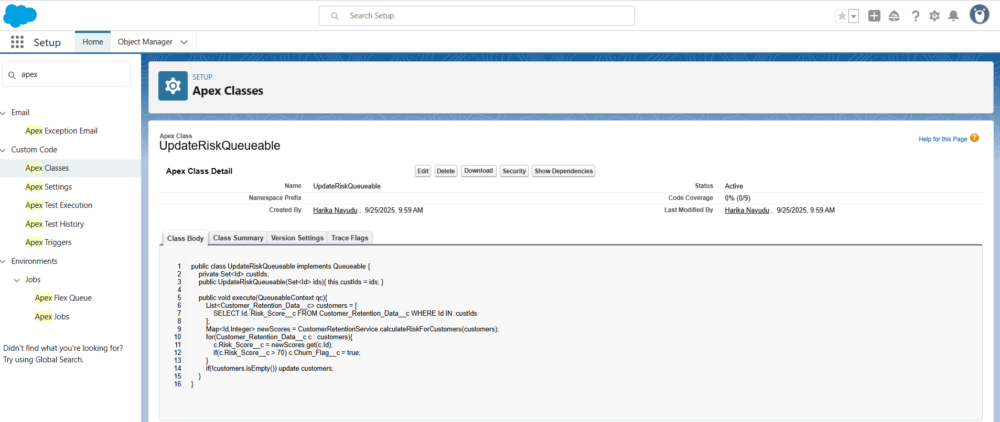 Search Setup
Setup
Home
Object Manager
apex
Email
Apex Exception Email
Custom Code
Apex Classes
Apex Settings
Apex Test Execution
Apex Test History
Apex Triggers
Environments
Jobs
Apex Flex Queue
Apex Jobs
Didn't find what you're looking for?
Try using Global Search.
SETUP
Apex Classes
Apex Class
UpdateRiskQueueable
Help for this Page
?
Apex Class Detail
Edit Delete Download Security Show Dependencies
Name UpdateRiskQueueable Status Active
Namespace Prefix Code Coverage 0% (0/9)
Created By Harika Nayudu , 9/25/2025, 9:59 AM Last Modified By Harika Nayudu , 9/25/2025, 9:59 AM
Class Body Class Summary Version Settings Trace Flags
1 public class UpdateRiskQueueable implements Queueable {
2 private Set<Id> custIds;
3 public UpdateRiskQueueable(Set<Id> ids){ this.custIds = ids; }
4
5 public void execute(QueueableContext qc){
6 List<Customer_Retention_Data__c> customers = [
7 SELECT Id, Risk_Score__c FROM Customer_Retention_Data__c WHERE Id IN :custIds
8 ];
9 Map<Id,Integer> newScores = CustomerRetentionService.calculateRiskForCustomers(customers);
10 for(Customer_Retention_Data__c c : customers){
11 c.Risk_Score__c = newScores.get(c.Id);
12 if(c.Risk_Score__c > 70) c.Churn_Flag__c = true;
13 }
14 if(!customers.isEmpty()) update customers;
15 }
16 }